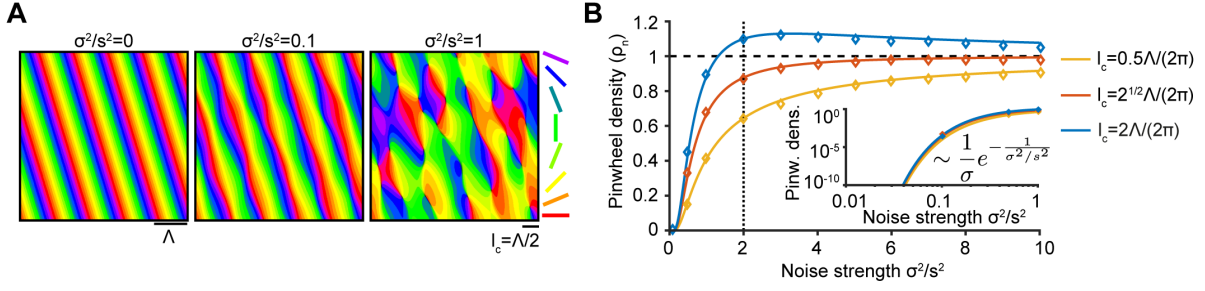 A
σ²/s²=0
σ²/s²=0.1
σ²/s²=1
Λ
l_c=Λ/2
B
Pinwheel density (ρ_n)
1.2
1
0.8
0.6
0.4
0.2
0
0
2
4
6
8
10
Noise strength σ²/s²
l_c=0.5Λ/(2π)
l_c=2^{1/2}Λ/(2π)
l_c=2Λ/(2π)
Pinw. dens.
10⁰
10⁻⁵
10⁻¹⁰
∼ 1/σ e^{-1/(σ²/s²)}
0.01
0.1
1
Noise strength σ²/s²